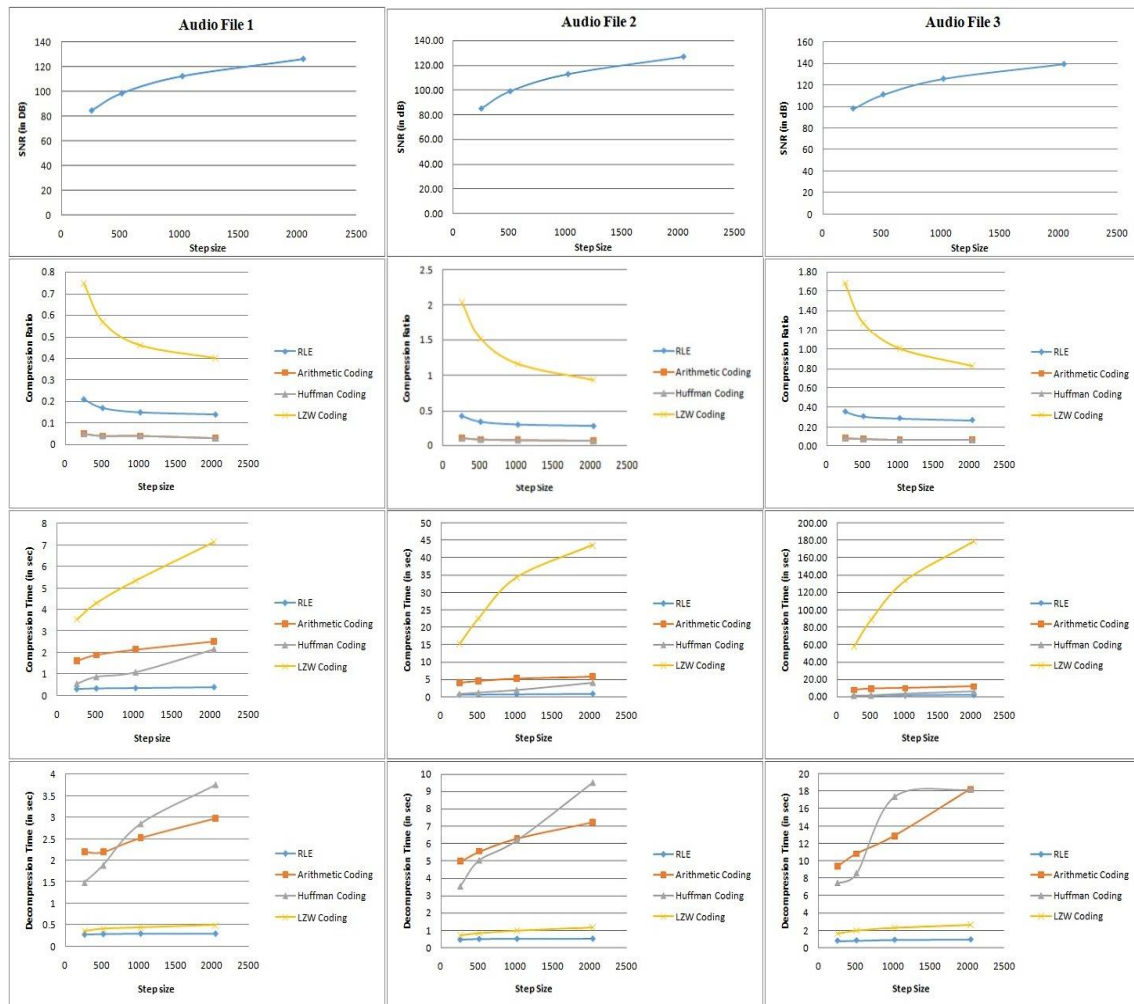 Audio File 1
140
120
100
80
60
40
20
0
SNR (in DB)
0 500 1000 1500 2000 2500
Step size
Audio File 2
140.00
120.00
100.00
80.00
60.00
40.00
20.00
0.00
SNR (in dB)
0 500 1000 1500 2000 2500
Step Size
Audio File 3
160
140
120
100
80
60
40
20
0
SNR (in dB)
0 500 1000 1500 2000 2500
Step Size
0.8
0.7
0.6
0.5
0.4
0.3
0.2
0.1
0
Compression Ratio
0 500 1000 1500 2000 2500
Step size
RLE
Arithmetic Coding
Huffman Coding
LZW Coding
2.5
2
1.5
1
0.5
0
Compression Ratio
0 500 1000 1500 2000 2500
Step Size
RLE
Arithmetic Coding
Huffman Coding
LZW Coding
1.80
1.60
1.40
1.20
1.00
0.80
0.60
0.40
0.20
0.00
Compression Ratio
0 500 1000 1500 2000 2500
Step Size
RLE
Arithmetic Coding
Huffman Coding
LZW Coding
8
7
6
5
4
3
2
1
0
Compression Time (in sec)
0 500 1000 1500 2000 2500
Step Size
RLE
Arithmetic Coding
Huffman Coding
LZW Coding
50
45
40
35
30
25
20
15
10
5
0
Compression Time (in sec)
0 500 1000 1500 2000 2500
Step Size
RLE
Arithmetic Coding
Huffman Coding
LZW Coding
200.00
180.00
160.00
140.00
120.00
100.00
80.00
60.00
40.00
20.00
0.00
Compression Time (in sec)
0 500 1000 1500 2000 2500
Step Size
RLE
Arithmetic Coding
Huffman Coding
LZW Coding
4
3.5
3
2.5
2
1.5
1
0.5
0
Decompression Time (in sec)
0 500 1000 1500 2000 2500
Step Size
RLE
Arithmetic Coding
Huffman Coding
LZW Coding
10
9
8
7
6
5
4
3
2
1
0
Decompression Time (in sec)
0 500 1000 1500 2000 2500
Step Size
RLE
Arithmetic Coding
Huffman Coding
LZW Coding
20
18
16
14
12
10
8
6
4
2
0
Decompression Time (in sec)
0 500 1000 1500 2000 2500
Step Size
RLE
Arithmetic Coding
Huffman Coding
LZW Coding